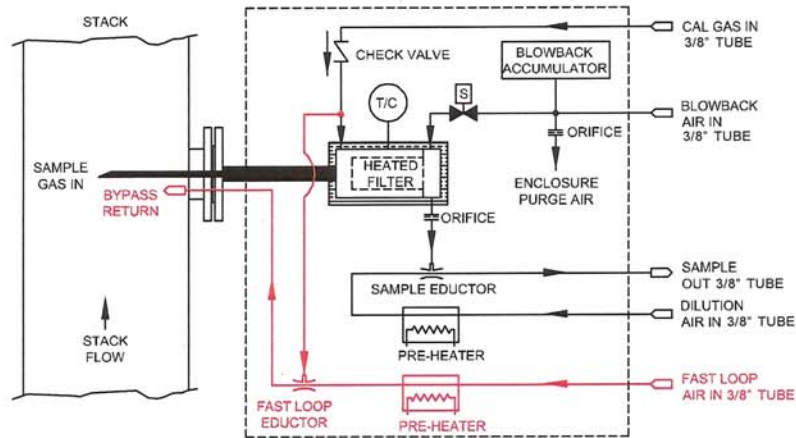 STACK
CAL GAS IN
3/8" TUBE
CHECK VALVE
BLOWBACK
ACCUMULATOR
T/C
S
BLOWBACK
AIR IN
3/8" TUBE
ORIFICE
SAMPLE
GAS IN
HEATED
FILTER
ENCLOSURE
PURGE AIR
BYPASS
RETURN
ORIFICE
SAMPLE
OUT 3/8" TUBE
SAMPLE EDUCTOR
DILUTION
AIR IN 3/8" TUBE
STACK
FLOW
PRE-HEATER
FAST LOOP
AIR IN 3/8" TUBE
FAST LOOP
EDUCTOR
PRE-HEATER